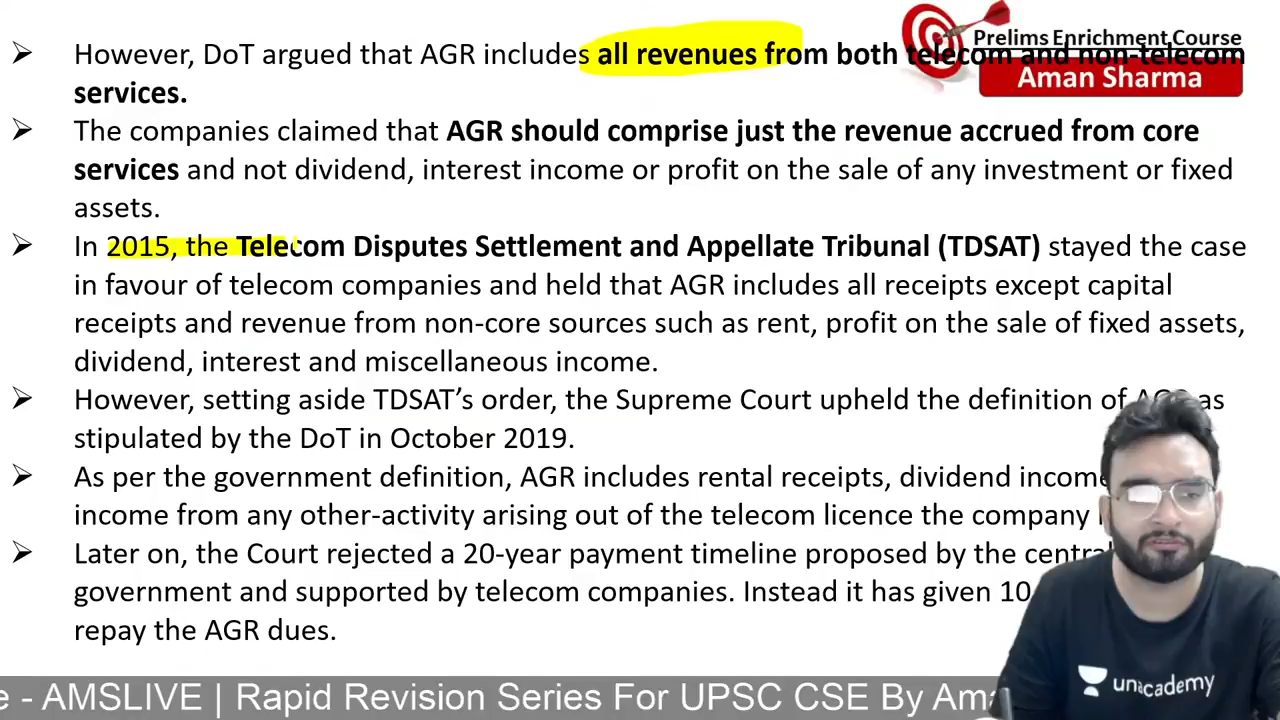 However, DoT argued that AGR includes all revenues from both telecom and non-telecom
services.
Prelims Enrichment Course
Aman Sharma
The companies claimed that AGR should comprise just the revenue accrued from core
services and not dividend, interest income or profit on the sale of any investment or fixed
assets.
In 2015, the Telecom Disputes Settlement and Appellate Tribunal (TDSAT) stayed the case
in favour of telecom companies and held that AGR includes all receipts except capital
receipts and revenue from non-core sources such as rent, profit on the sale of fixed assets,
dividend, interest and miscellaneous income.
However, setting aside TDSAT’s order, the Supreme Court upheld the definition of AGR as
stipulated by the DoT in October 2019.
As per the government definition, AGR includes rental receipts, dividend income
income from any other-activity arising out of the telecom licence the company
Later on, the Court rejected a 20-year payment timeline proposed by the central
government and supported by telecom companies. Instead it has given 10
repay the AGR dues.
unacademy
e - AMSLIVE | Rapid Revision Series For UPSC CSE By Ama